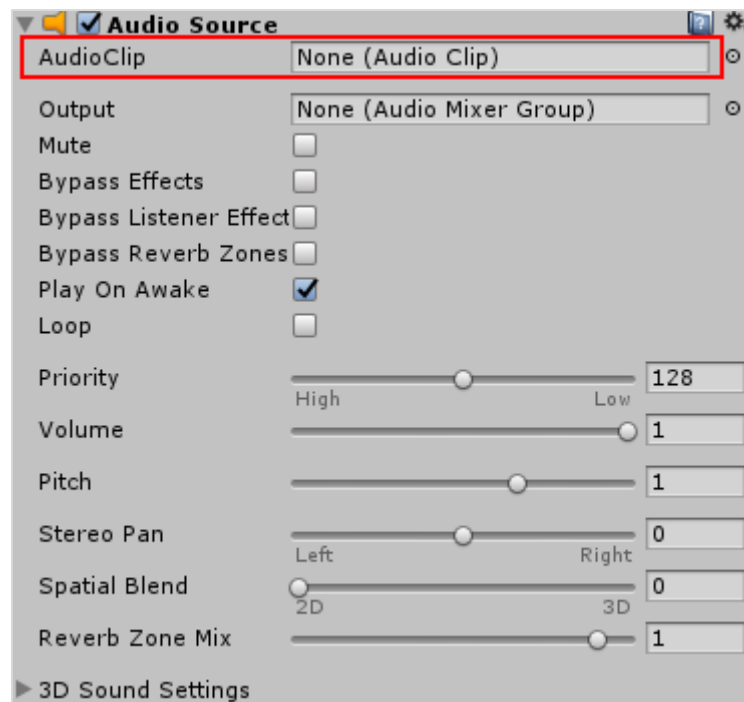 Audio Source
AudioClip None (Audio Clip)
Output None (Audio Mixer Group)
Mute
Bypass Effects
Bypass Listener Effect
Bypass Reverb Zones
Play On Awake
Loop
Priority 128
High Low
Volume 1
Pitch 1
Stereo Pan 0
Left Right
Spatial Blend 0
2D 3D
Reverb Zone Mix 1
3D Sound Settings